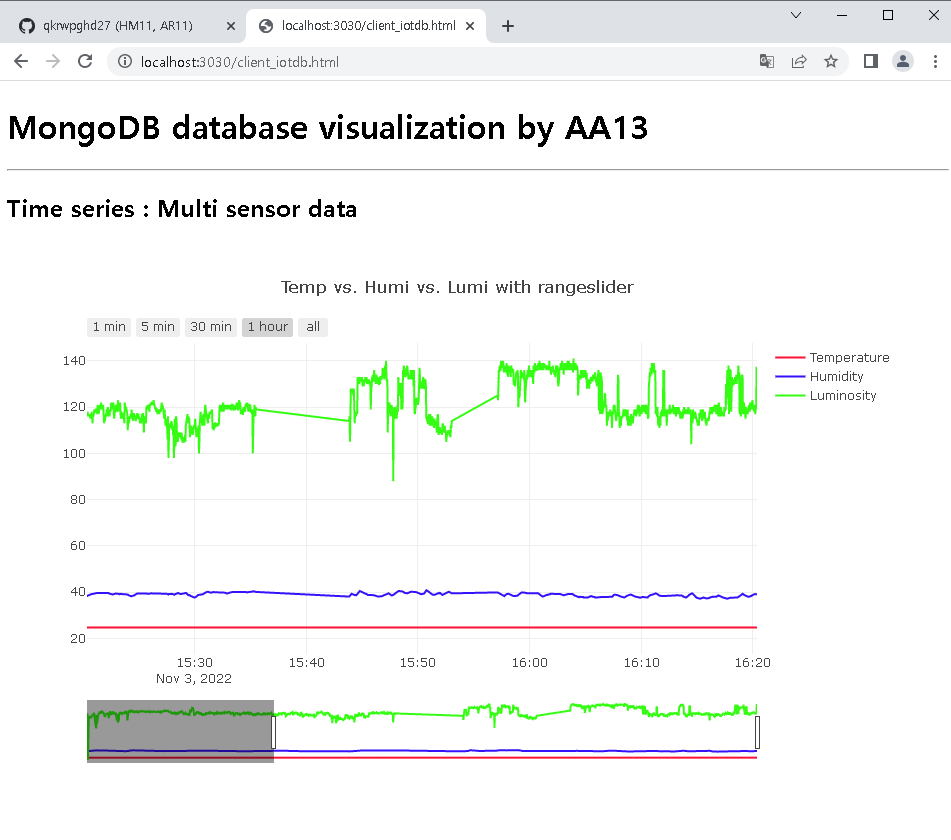 qkrwpghd27 (HM11, AR11)
localhost:3030/client_iotdb.html
localhost:3030/client_iotdb.html
MongoDB database visualization by AA13
Time series : Multi sensor data
Temp vs. Humi vs. Lumi with rangeslider
1 min 5 min 30 min 1 hour all
140
120
100
80
60
40
20
15:30 15:40 15:50 16:00 16:10 16:20
Nov 3, 2022
Temperature
Humidity
Luminosity